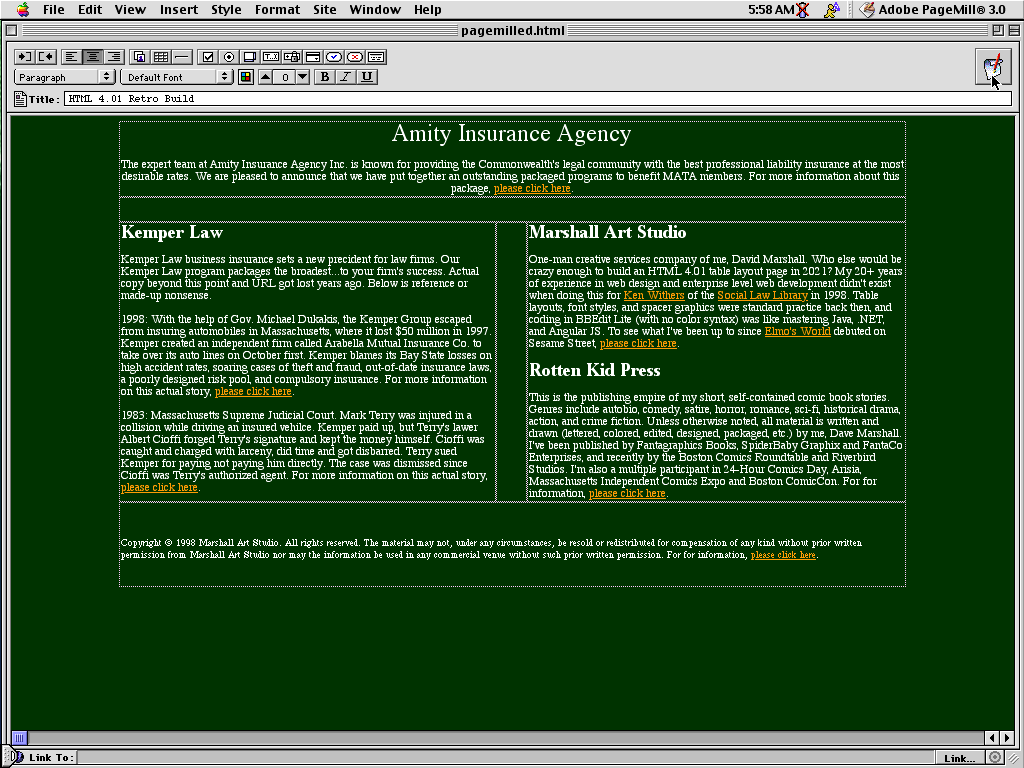 File Edit View Insert Style Format Site Window Help 5:58 AM Adobe PageMill® 3.0
pagemilled.html
Paragraph Default Font 0 B I U
Title: HTML 4.01 Retro Build
Amity Insurance Agency
The expert team at Amity Insurance Agency Inc. is known for providing the Commonwealth's legal community with the best professional liability insurance at the most
desirable rates. We are pleased to announce that we have put together an outstanding packaged programs to benefit MATA members. For more information about this
package, please click here.
Kemper Law
Kemper Law business insurance sets a new precident for law firms. Our
Kemper Law program packages the broadest...to your firm's success. Actual
copy beyond this point and URL got lost years ago. Below is reference or
made-up nonsense.
1998: With the help of Gov. Michael Dukakis, the Kemper Group escaped
from insuring automobiles in Massachusetts, where it lost $50 million in 1997.
Kemper created an independent firm called Arabella Mutual Insurance Co. to
take over its auto lines on October first. Kemper blames its Bay State losses on
high accident rates, soaring cases of theft and fraud, out-of-date insurance laws,
a poorly designed risk pool, and compulsory insurance. For more information
on this actual story, please click here.
1983: Massachusetts Supreme Judicial Court. Mark Terry was injured in a
collision while driving an insured vehilce. Kemper paid up, but Terry's lawer
Albert Cioffi forged Terry's signature and kept the money himself. Cioffi was
caught and charged with larceny, did time and got disbarred. Terry sued
Kemper for paying not paying him directly. The case was dismissed since
Cioffi was Terry's authorized agent. For more information on this actual story,
please click here.
Marshall Art Studio
One-man creative services company of me, David Marshall. Who else would be
crazy enough to build an HTML 4.01 table layout page in 2021? My 20+ years
of experience in web design and enterprise level web development didn't exist
when doing this for Ken Withers of the Social Law Library in 1998. Table
layouts, font styles, and spacer graphics were standard practice back then, and
coding in BBEdit Lite (with no color syntax) was like mastering Java, .NET,
and Angular JS. To see what I've been up to since Elmo's World debuted on
Sesame Street, please click here.
Rotten Kid Press
This is the publishing empire of my short, self-contained comic book stories.
Genres include autobio, comedy, satire, horror, romance, sci-fi, historical drama,
action, and crime fiction. Unless otherwise noted, all material is written and
drawn (lettered, colored, edited, designed, packaged, etc.) by me, Dave Marshall.
I've been published by Fantagraphics Books, SpiderBaby Graphix and FantaCo
Enterprises, and recently by the Boston Comics Roundtable and Riverbird
Studios. I'm also a multiple participant in 24-Hour Comics Day, Arisia,
Massachusetts Independent Comics Expo and Boston ComicCon. For for
information, please click here.
Copyright © 1998 Marshall Art Studio. All rights reserved. The material may not, under any circumstances, be resold or redistributed for compensation of any kind without prior written
permission from Marshall Art Studio nor may the information be used in any commercial venue without such prior written permission. For for information, please click here.
Link To: Link...